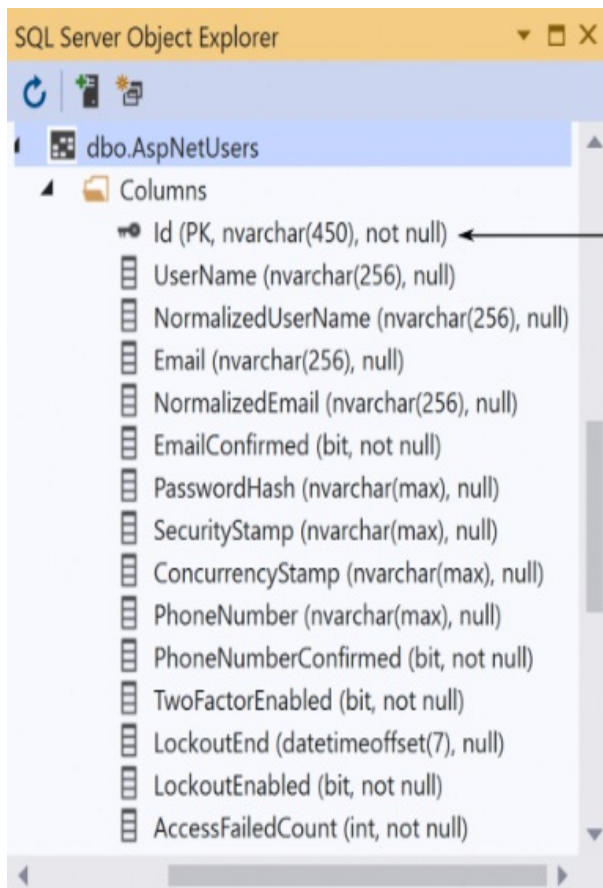 SQL Server Object Explorer
dbo.AspNetUsers
Columns
Id (PK, nvarchar(450), not null)
UserName (nvarchar(256), null)
NormalizedUserName (nvarchar(256), null)
Email (nvarchar(256), null)
NormalizedEmail (nvarchar(256), null)
EmailConfirmed (bit, not null)
PasswordHash (nvarchar(max), null)
SecurityStamp (nvarchar(max), null)
ConcurrencyStamp (nvarchar(max), null)
PhoneNumber (nvarchar(max), null)
PhoneNumberConfirmed (bit, not null)
TwoFactorEnabled (bit, not null)
LockoutEnd (datetimeoffset(7), null)
LockoutEnabled (bit, not null)
AccessFailedCount (int, not null)